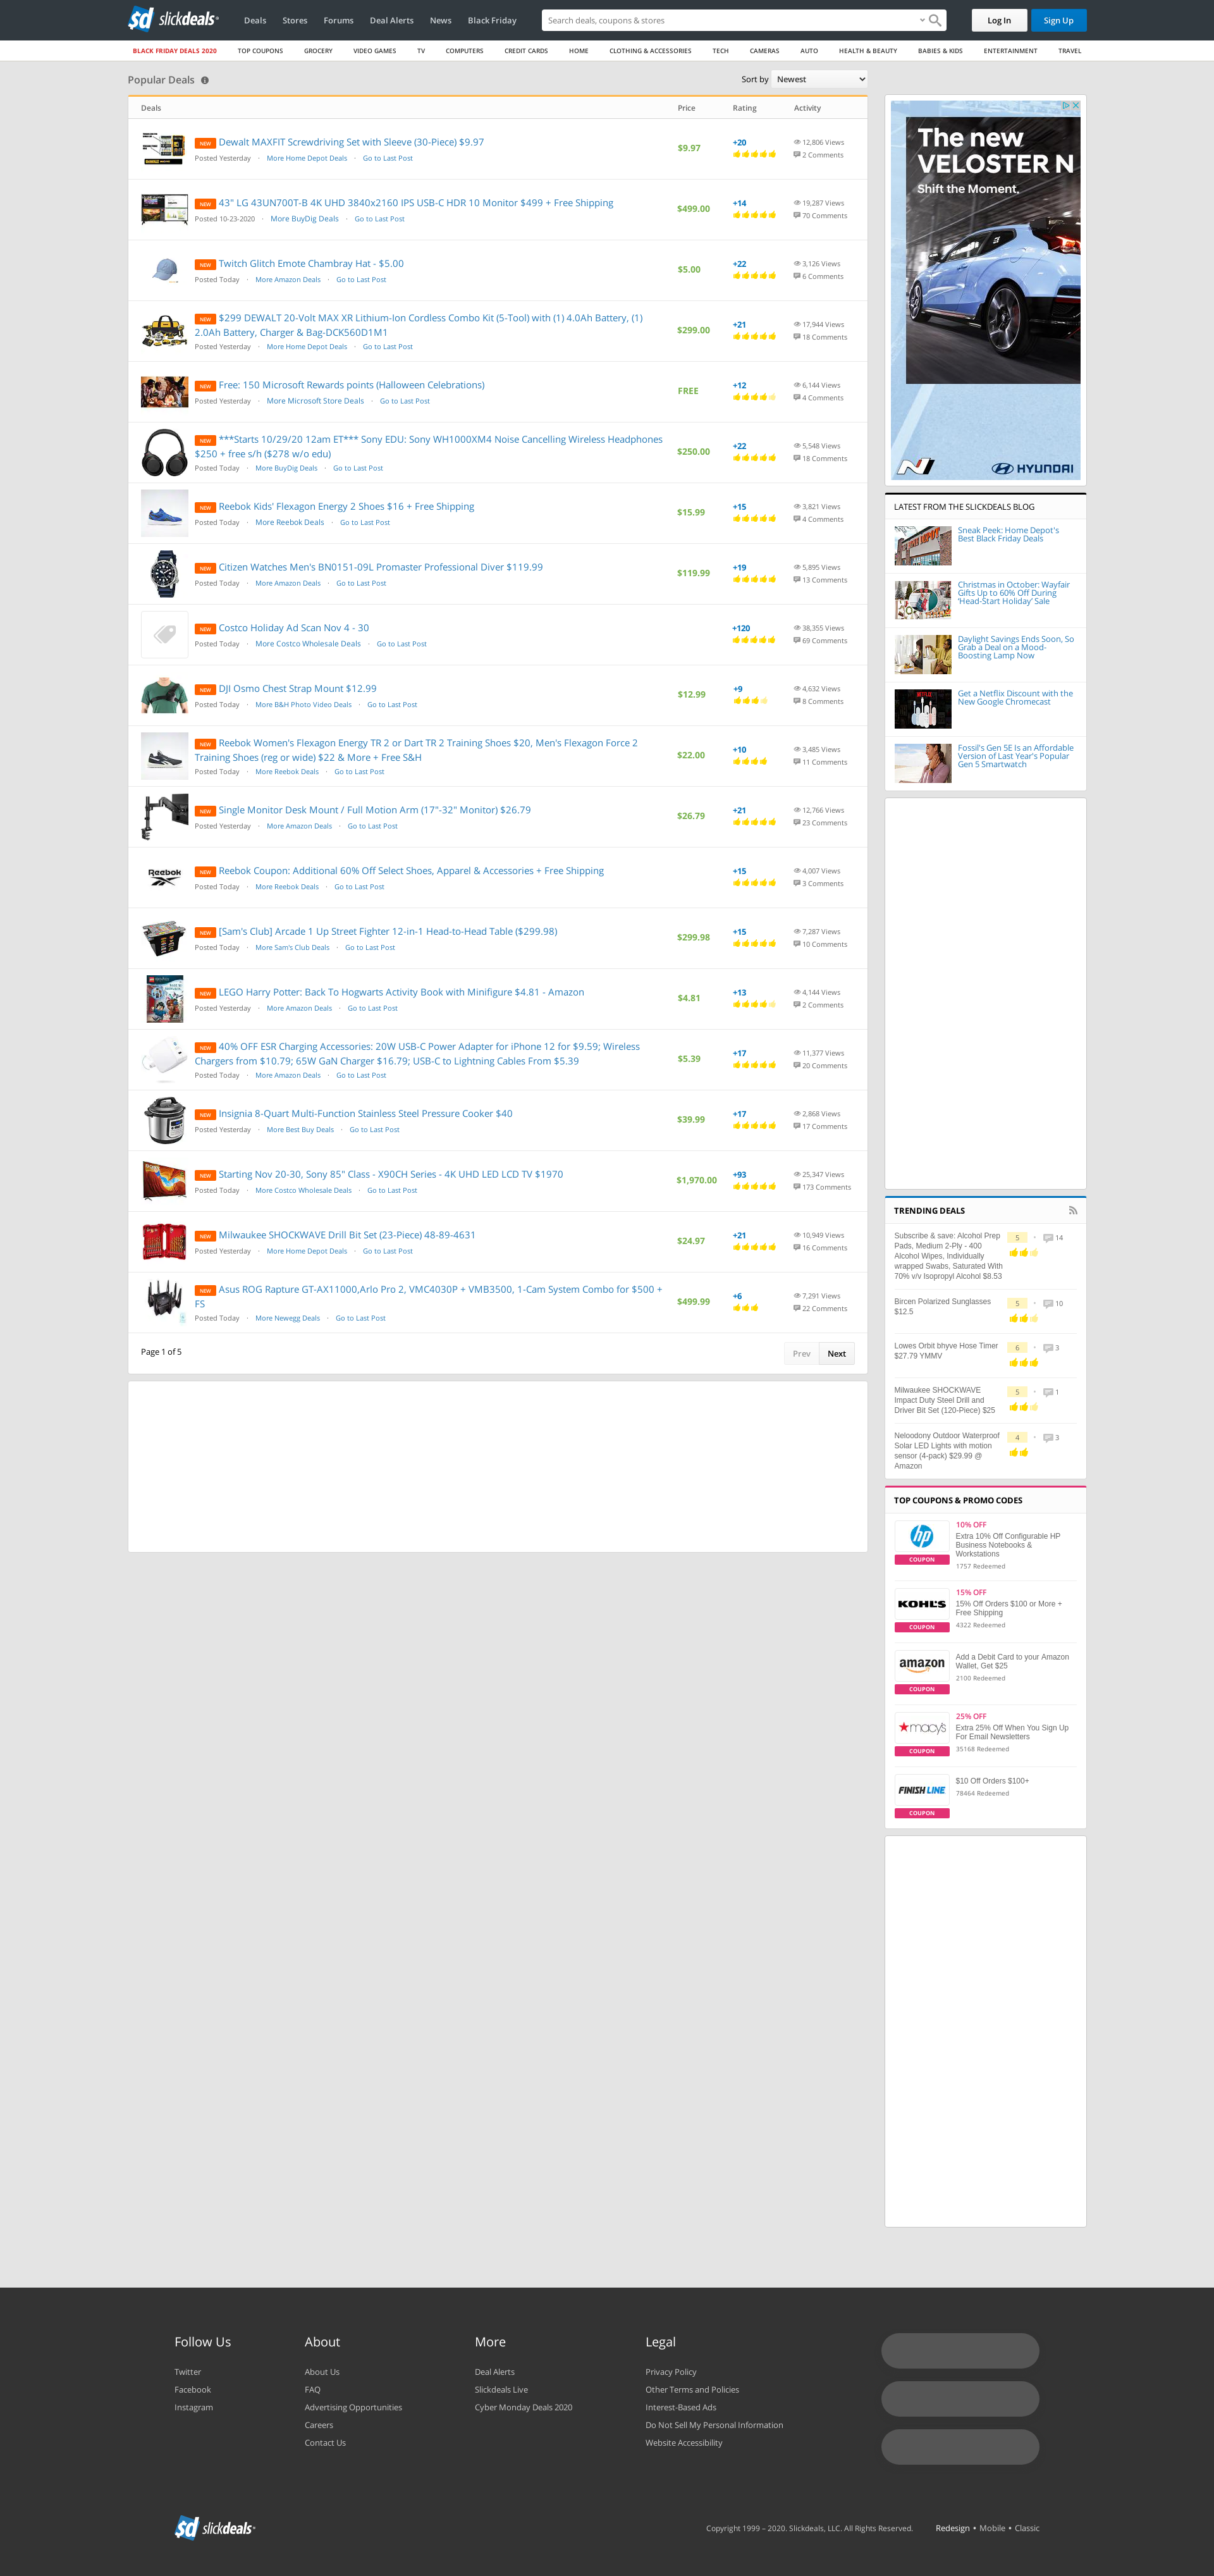 slickdeals
Deals Stores Forums Deal Alerts News Black Friday
Search deals, coupons & stores
Log In Sign Up
BLACK FRIDAY DEALS 2020 TOP COUPONS GROCERY VIDEO GAMES TV COMPUTERS CREDIT CARDS HOME CLOTHING & ACCESSORIES TECH CAMERAS AUTO HEALTH & BEAUTY BABIES & KIDS ENTERTAINMENT TRAVEL
Popular Deals
Sort by Newest
Deals Price Rating Activity
NEW Dewalt MAXFIT Screwdriving Set with Sleeve (30-Piece) $9.97
Posted Yesterday · More Home Depot Deals · Go to Last Post
$9.97
+20
12,806 Views
2 Comments
NEW 43" LG 43UN700T-B 4K UHD 3840x2160 IPS USB-C HDR 10 Monitor $499 + Free Shipping
Posted 10-23-2020 · More BuyDig Deals · Go to Last Post
$499.00
+14
19,287 Views
70 Comments
NEW Twitch Glitch Emote Chambray Hat - $5.00
Posted Today · More Amazon Deals · Go to Last Post
$5.00
+22
3,126 Views
6 Comments
NEW $299 DEWALT 20-Volt MAX XR Lithium-Ion Cordless Combo Kit (5-Tool) with (1) 4.0Ah Battery, (1)
2.0Ah Battery, Charger & Bag-DCK560D1M1
Posted Yesterday · More Home Depot Deals · Go to Last Post
$299.00
+21
17,944 Views
18 Comments
NEW Free: 150 Microsoft Rewards points (Halloween Celebrations)
Posted Yesterday · More Microsoft Store Deals · Go to Last Post
FREE
+12
6,144 Views
4 Comments
NEW ***Starts 10/29/20 12am ET*** Sony EDU: Sony WH1000XM4 Noise Cancelling Wireless Headphones
$250 + free s/h ($278 w/o edu)
Posted Today · More BuyDig Deals · Go to Last Post
$250.00
+22
5,548 Views
18 Comments
NEW Reebok Kids' Flexagon Energy 2 Shoes $16 + Free Shipping
Posted Today · More Reebok Deals · Go to Last Post
$15.99
+15
3,821 Views
4 Comments
NEW Citizen Watches Men's BN0151-09L Promaster Professional Diver $119.99
Posted Today · More Amazon Deals · Go to Last Post
$119.99
+19
5,895 Views
13 Comments
NEW Costco Holiday Ad Scan Nov 4 - 30
Posted Today · More Costco Wholesale Deals · Go to Last Post
+120
38,355 Views
69 Comments
NEW DJI Osmo Chest Strap Mount $12.99
Posted Today · More B&H Photo Video Deals · Go to Last Post
$12.99
+9
4,632 Views
8 Comments
NEW Reebok Women's Flexagon Energy TR 2 or Dart TR 2 Training Shoes $20, Men's Flexagon Force 2
Training Shoes (reg or wide) $22 & More + Free S&H
Posted Today · More Reebok Deals · Go to Last Post
$22.00
+10
3,485 Views
11 Comments
NEW Single Monitor Desk Mount / Full Motion Arm (17"-32" Monitor) $26.79
Posted Yesterday · More Amazon Deals · Go to Last Post
$26.79
+21
12,766 Views
23 Comments
Reebok
NEW Reebok Coupon: Additional 60% Off Select Shoes, Apparel & Accessories + Free Shipping
Posted Today · More Reebok Deals · Go to Last Post
+15
4,007 Views
3 Comments
NEW [Sam's Club] Arcade 1 Up Street Fighter 12-in-1 Head-to-Head Table ($299.98)
Posted Today · More Sam's Club Deals · Go to Last Post
$299.98
+15
7,287 Views
10 Comments
NEW LEGO Harry Potter: Back To Hogwarts Activity Book with Minifigure $4.81 - Amazon
Posted Yesterday · More Amazon Deals · Go to Last Post
$4.81
+13
4,144 Views
2 Comments
NEW 40% OFF ESR Charging Accessories: 20W USB-C Power Adapter for iPhone 12 for $9.59; Wireless
Chargers from $10.79; 65W GaN Charger $16.79; USB-C to Lightning Cables From $5.39
Posted Today · More Amazon Deals · Go to Last Post
$5.39
+17
11,377 Views
20 Comments
NEW Insignia 8-Quart Multi-Function Stainless Steel Pressure Cooker $40
Posted Yesterday · More Best Buy Deals · Go to Last Post
$39.99
+17
2,868 Views
17 Comments
NEW Starting Nov 20-30, Sony 85" Class - X90CH Series - 4K UHD LED LCD TV $1970
Posted Today · More Costco Wholesale Deals · Go to Last Post
$1,970.00
+93
25,347 Views
173 Comments
NEW Milwaukee SHOCKWAVE Drill Bit Set (23-Piece) 48-89-4631
Posted Yesterday · More Home Depot Deals · Go to Last Post
$24.97
+21
10,949 Views
16 Comments
NEW Asus ROG Rapture GT-AX11000,Arlo Pro 2, VMC4030P + VMB3500, 1-Cam System Combo for $500 +
FS
Posted Today · More Newegg Deals · Go to Last Post
$499.99
+6
7,291 Views
22 Comments
Page 1 of 5
Prev Next
The new
VELOSTER N
Shift the Moment.
N HYUNDAI
LATEST FROM THE SLICKDEALS BLOG
Sneak Peek: Home Depot's
Best Black Friday Deals
Christmas in October: Wayfair
Gifts Up to 60% Off During
'Head-Start Holiday' Sale
Daylight Savings Ends Soon, So
Grab a Deal on a Mood-
Boosting Lamp Now
Get a Netflix Discount with the
New Google Chromecast
Fossil's Gen 5E Is an Affordable
Version of Last Year's Popular
Gen 5 Smartwatch
TRENDING DEALS
Subscribe & save: Alcohol Prep
Pads, Medium 2-Ply - 400
Alcohol Wipes, Individually
wrapped Swabs, Saturated With
70% v/v Isopropyl Alcohol $8.53
5 · 14
Bircen Polarized Sunglasses
$12.5
5 · 10
Lowes Orbit bhyve Hose Timer
$27.79 YMMV
6 · 3
Milwaukee SHOCKWAVE
Impact Duty Steel Drill and
Driver Bit Set (120-Piece) $25
5 · 1
Neloodony Outdoor Waterproof
Solar LED Lights with motion
sensor (4-pack) $29.99 @
Amazon
4 · 3
TOP COUPONS & PROMO CODES
hp
COUPON
10% OFF
Extra 10% Off Configurable HP
Business Notebooks &
Workstations
1757 Redeemed
KOHL'S
COUPON
15% OFF
15% Off Orders $100 or More +
Free Shipping
4322 Redeemed
amazon
COUPON
Add a Debit Card to your Amazon
Wallet, Get $25
2100 Redeemed
macy's
COUPON
25% OFF
Extra 25% Off When You Sign Up
For Email Newsletters
35168 Redeemed
FINISH LINE
COUPON
$10 Off Orders $100+
78464 Redeemed
Follow Us
Twitter
Facebook
Instagram
About
About Us
FAQ
Advertising Opportunities
Careers
Contact Us
More
Deal Alerts
Slickdeals Live
Cyber Monday Deals 2020
Legal
Privacy Policy
Other Terms and Policies
Interest-Based Ads
Do Not Sell My Personal Information
Website Accessibility
slickdeals
Copyright 1999 – 2020. Slickdeals, LLC. All Rights Reserved.
Redesign • Mobile • Classic